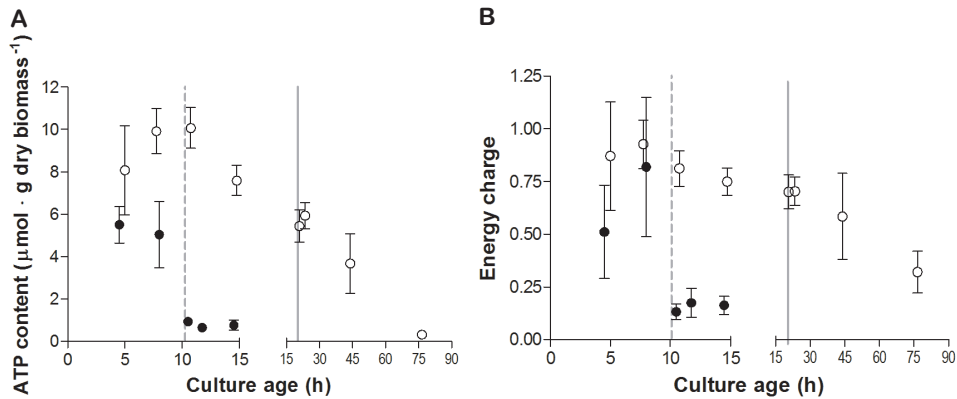 A
ATP content (μmol · g dry biomass⁻¹)
12
10
8
6
4
2
0
0 5 10 15
15 30 45 60 75 90
Culture age (h)
B
Energy charge
1.25
1.00
0.75
0.50
0.25
0.00
0 5 10 15
15 30 45 60 75 90
Culture age (h)